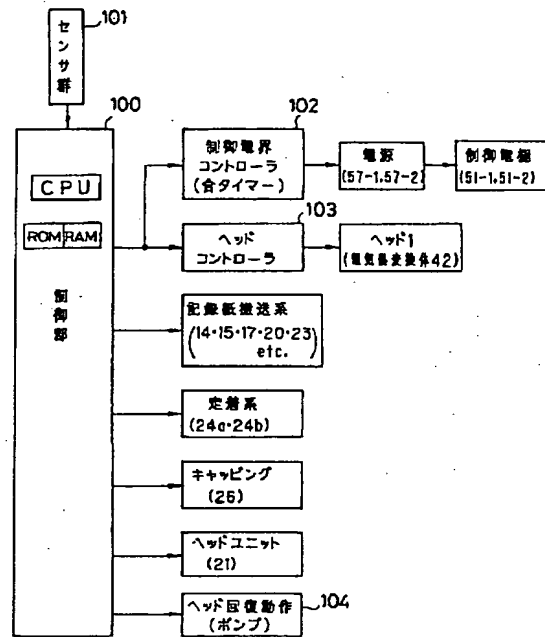 101
センサ群
100
CPU
ROM RAM
制御部
102
制御電界
コントローラ
(含タイマー)
電源
(57-1,57-2)
制御電極
(51-1,51-2)
103
ヘッド
コントローラ
ヘッド1
(電気熱変換体42)
記録紙搬送系
(14・15・17・20・23)
etc.
定着系
(24a・24b)
キャッピング
(26)
ヘッドユニット
(21)
104
ヘッド回復動作
(ポンプ)